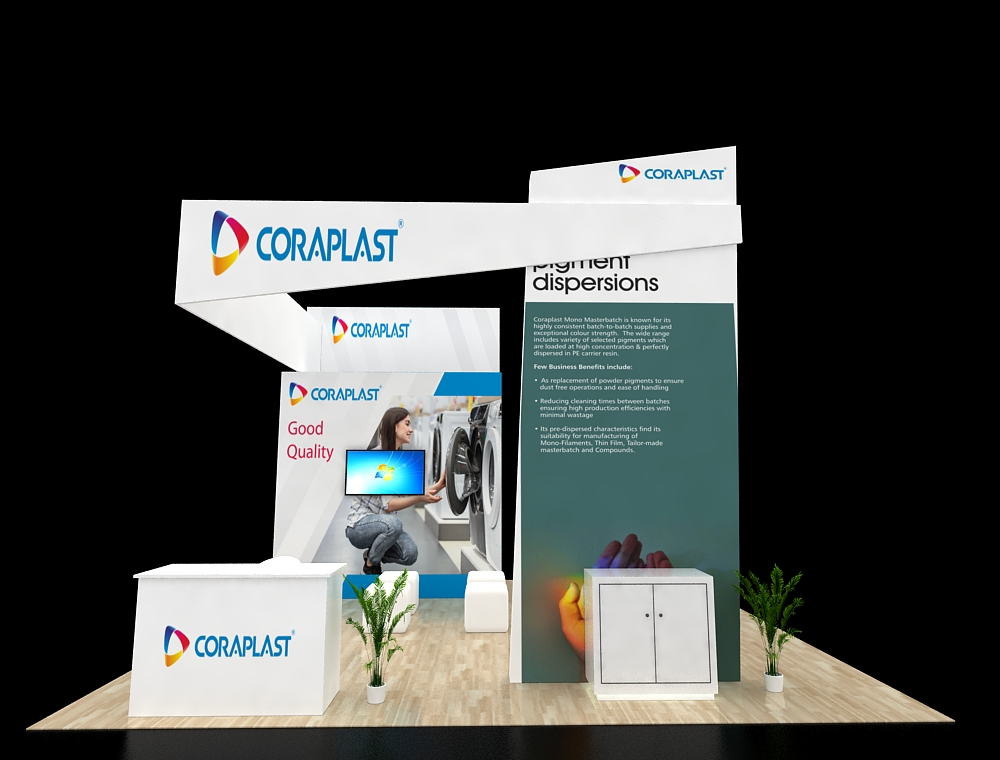 CORAPLAST®
CORAPLAST®
pigment
dispersions
Coraplast Mono Masterbatch is known for its
highly consistent batch-to-batch supplies and
exceptional colour strength. The wide range
includes variety of selected pigments which
are loaded at high concentration & perfectly
dispersed in PE carrier resin.
Few Business Benefits include:
• As replacement of powder pigments to ensure
dust free operations and ease of handling
• Reducing cleaning times between batches
ensuring high production efficiencies with
minimal wastage
• Its pre-dispersed characteristics find its
suitability for manufacturing of
Mono-Filaments, Thin Film, Tailor-made
masterbatch and Compounds.
CORAPLAST®
CORAPLAST®
Good
Quality
CORAPLAST®